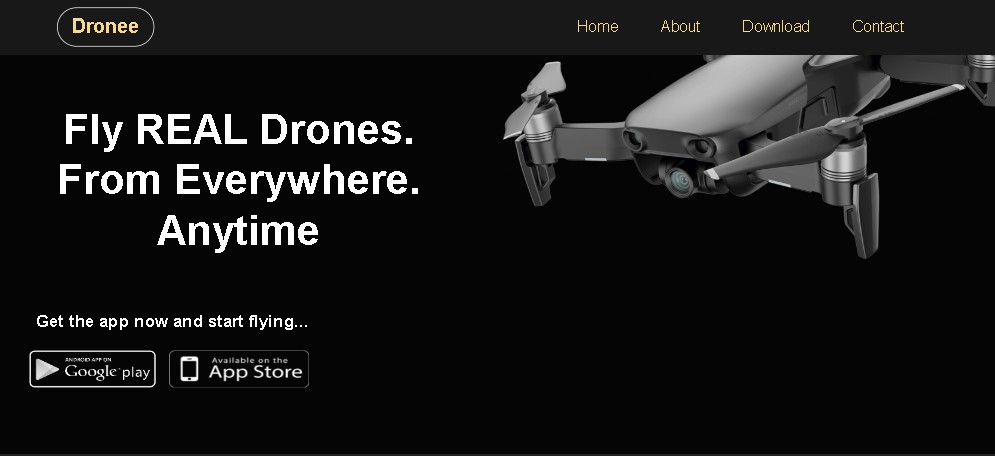 Dronee
Home About Download Contact
Fly REAL Drones.
From Everywhere.
Anytime
Get the app now and start flying...
ANDROID APP ON
Google play
Available on the
App Store